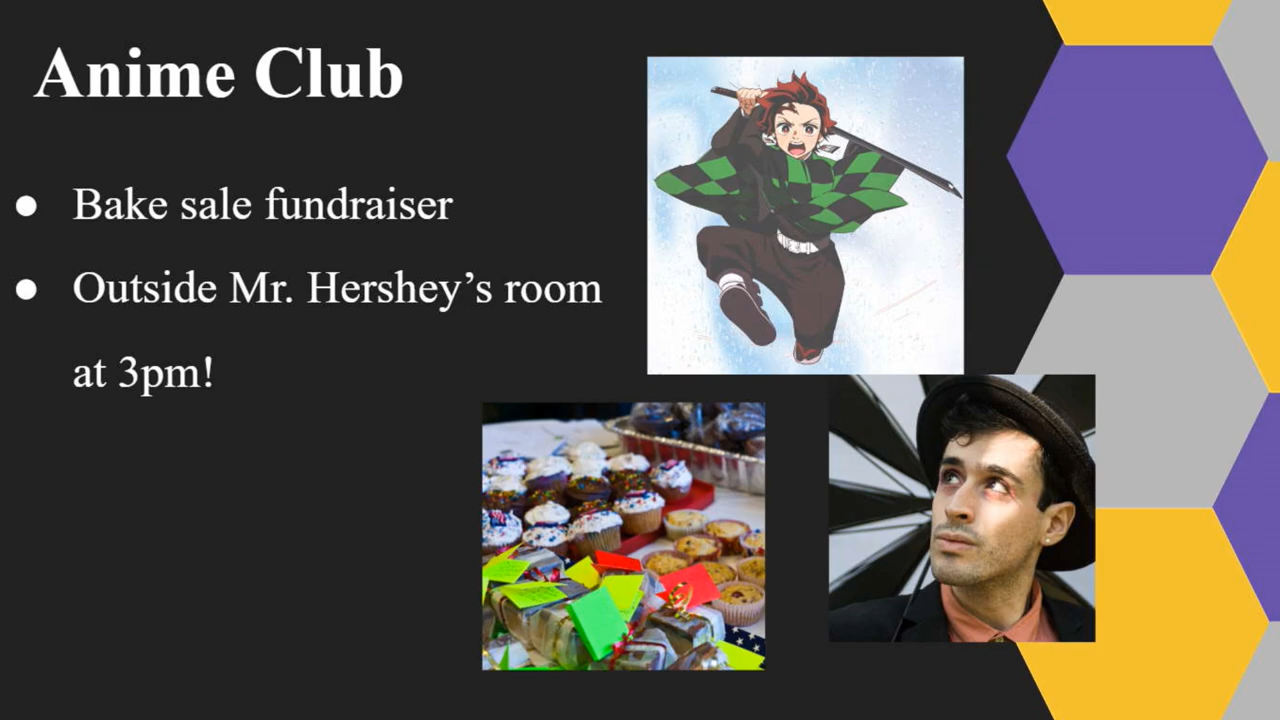 Anime Club
● Bake sale fundraiser
● Outside Mr. Hershey’s room
at 3pm!